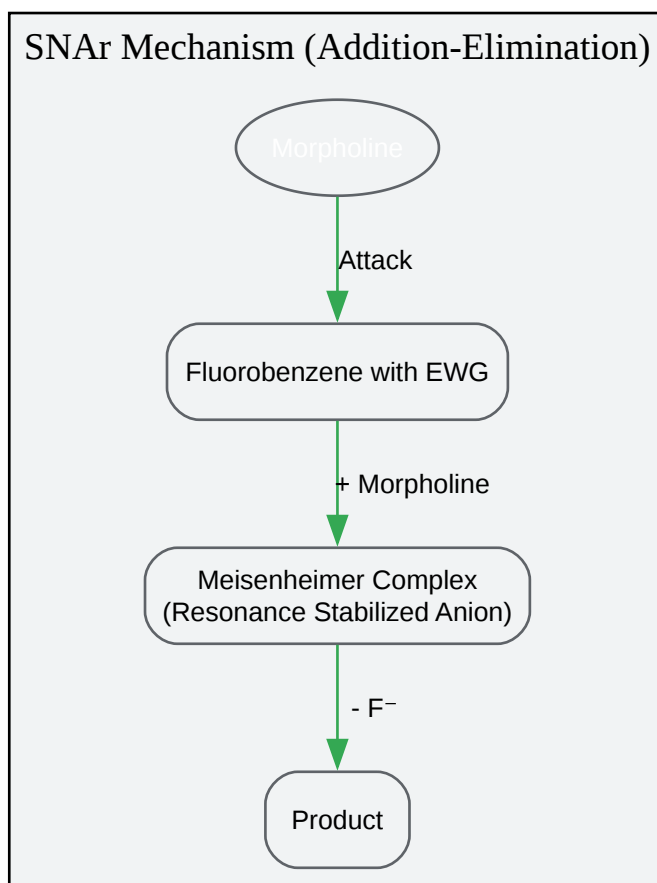 SNAr Mechanism (Addition-Elimination)
Morpholine
Attack
Fluorobenzene with EWG
+ Morpholine
Meisenheimer Complex
(Resonance Stabilized Anion)
- F⁻
Product